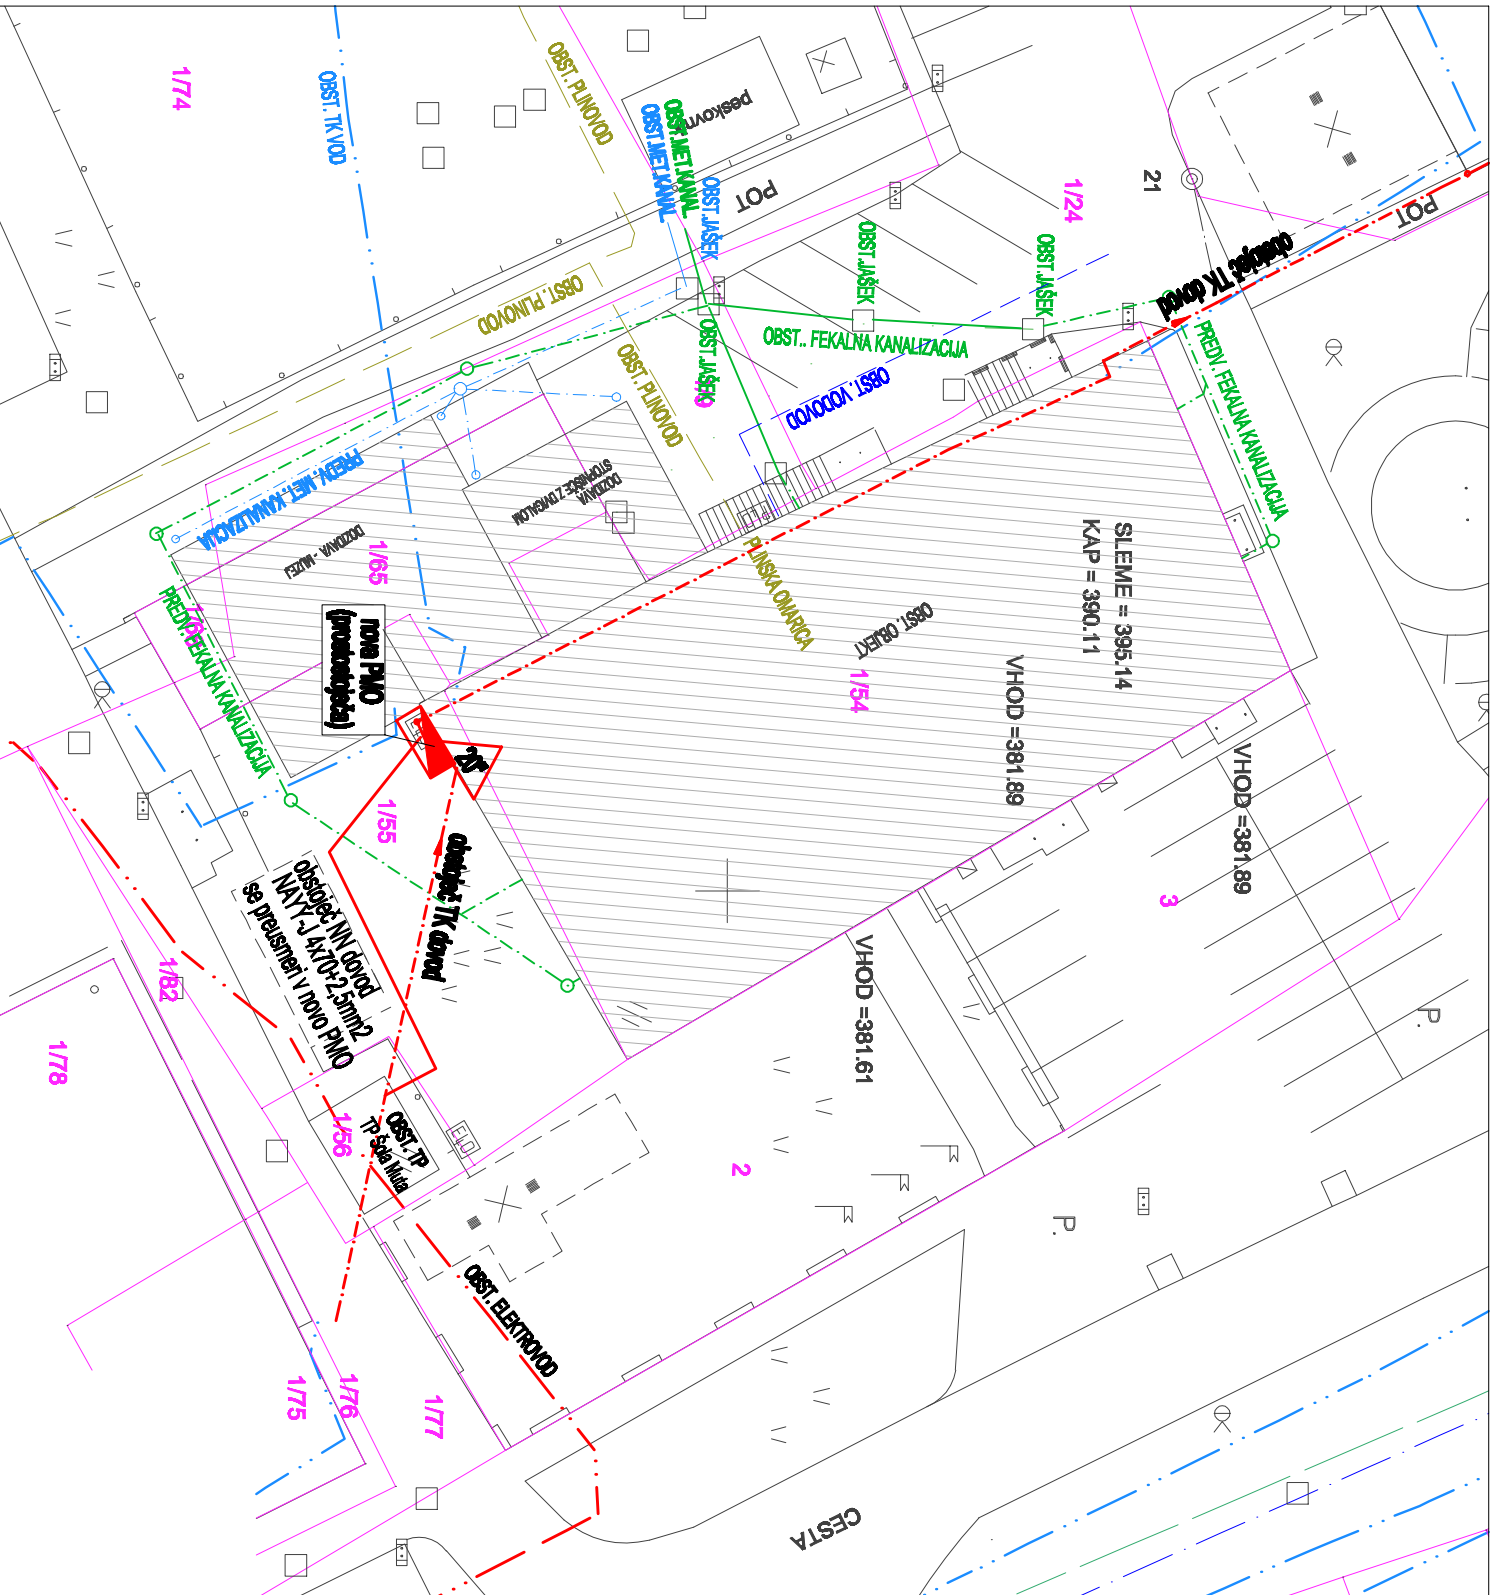 1/74
OBST. TK VOD
OBST. PLINOVOD
OBST.MET.KANAL
OBST.MET.KANAL
OBST.JAŠEK
POT
1/24
21
POT
obstoječ TK dovod
OBST.JAŠEK
OBST.JAŠEK
OBST. PLINOVOD
OBST.JAŠEK
OBST.. FEKALNA KANALIZACIJA
OBST. VODOVOD
OBST. PLINOVOD
PREDV. FEKALNA KANALIZACIJA
PREDV. MET. KANALIZACIJA
DOZIDAVA
STOPNIŠČE Z DVIGALOM
DOZIDAVA - MUZEJ
1/65
PLINSKA OMARICA
OBST. OBJEKT
SLEME = 395.14
KAP = 390.11
PREDV. FEKALNA KANALIZACIJA
nova PMO
(prostostoječa)
1/54
VHOD =381.89
VHOD =381.89
"20"
1/55
obstoječ TK dovod
obstoječ NN dovod
NAYY-J 4x70+2,5mm2
se preusmeri v novo PMO
VHOD =381.61
3
P.
1/82
1/78
1/56
OBST. TP
TP Šola Muta
2
P.
OBST. ELEKTROVOD
1/75
1/76
1/77
CESTA